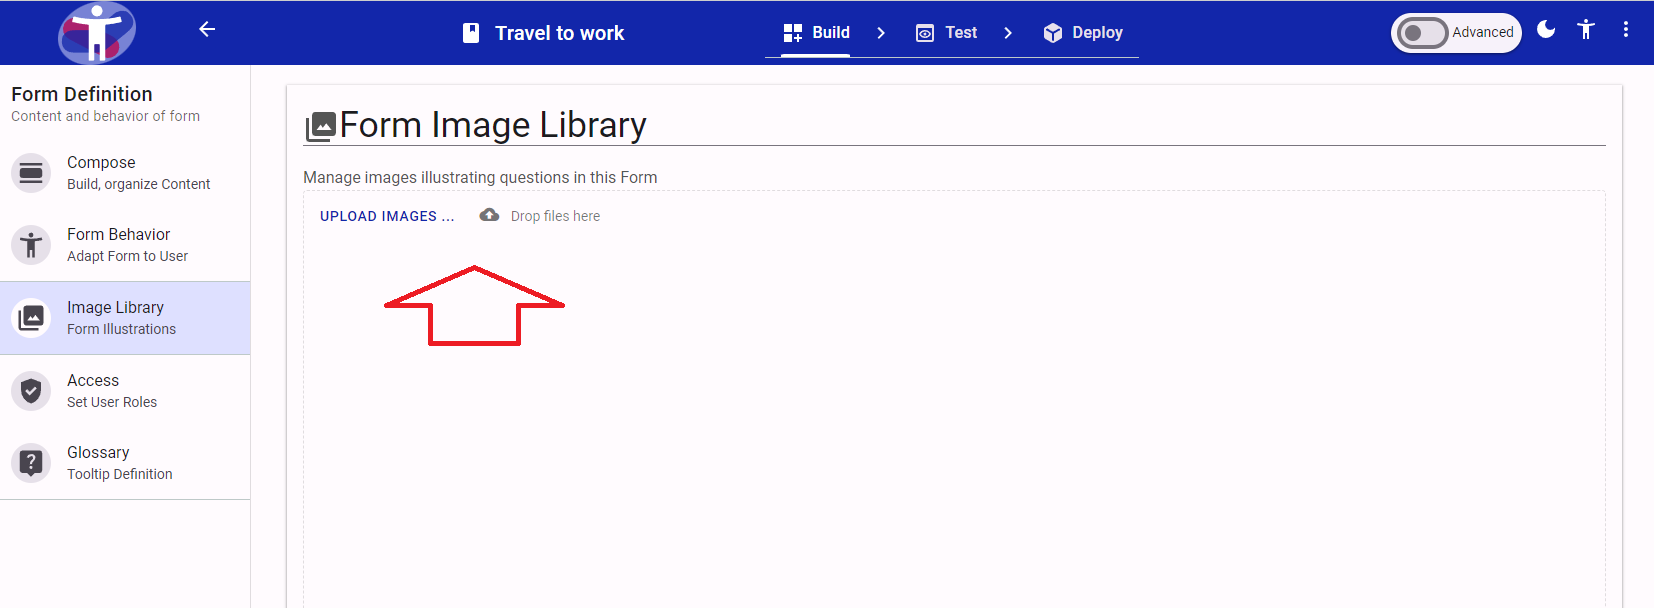 Travel to work
Build
Test
Deploy
Advanced
Form Definition
Content and behavior of form
Compose
Build, organize Content
Form Behavior
Adapt Form to User
Image Library
Form Illustrations
Access
Set User Roles
Glossary
Tooltip Definition
Form Image Library
Manage images illustrating questions in this Form
UPLOAD IMAGES ...
Drop files here